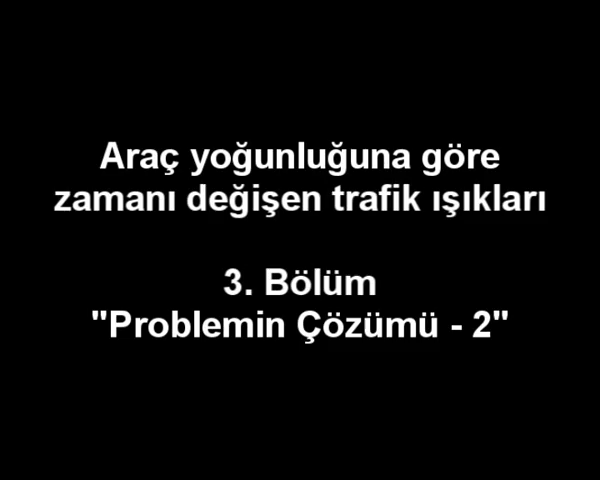 Araç yoğunluğuna göre
zamanı değişen trafik ışıkları
3. Bölüm
"Problemin Çözümü - 2"